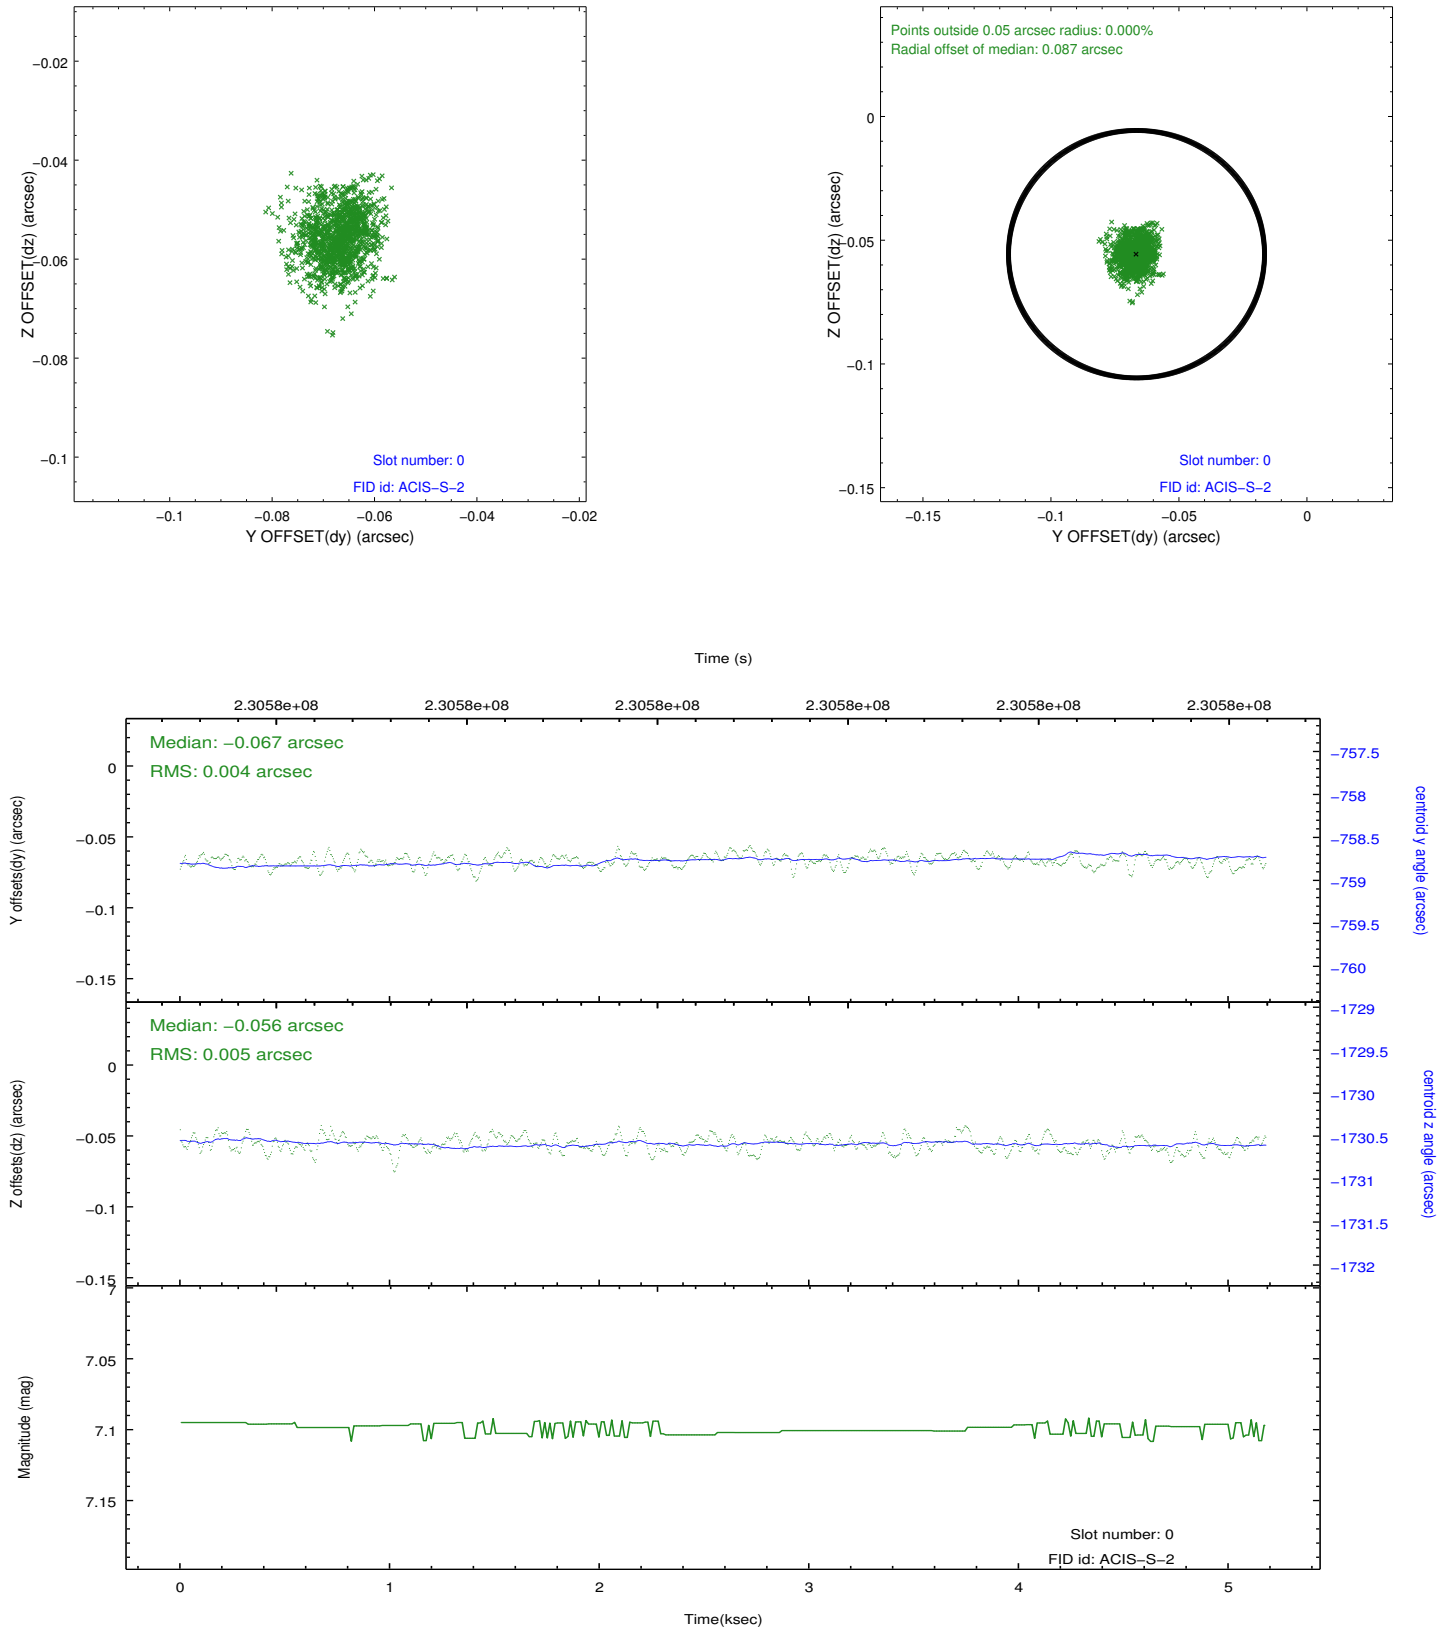 −0.02
−0.04
−0.06
−0.08
−0.1
Z OFFSET(dz) (arcsec)
Slot number: 0
FID id: ACIS−S−2
−0.1
−0.08
−0.06
−0.04
−0.02
Y OFFSET(dy) (arcsec)
Points outside 0.05 arcsec radius: 0.000%
Radial offset of median: 0.087 arcsec
0
−0.05
−0.1
−0.15
Z OFFSET(dz) (arcsec)
Slot number: 0
FID id: ACIS−S−2
−0.15
−0.1
−0.05
0
Y OFFSET(dy) (arcsec)
Time (s)
2.3058e+08
2.3058e+08
2.3058e+08
2.3058e+08
2.3058e+08
2.3058e+08
Median: −0.067 arcsec
RMS: 0.004 arcsec
0
−0.05
−0.1
−0.15
Y offsets(dy) (arcsec)
−757.5
−758
−758.5
−759
−759.5
−760
centroid y angle (arcsec)
Median: −0.056 arcsec
RMS: 0.005 arcsec
0
−0.05
−0.1
−0.15
Z offsets(dz) (arcsec)
−1729
−1729.5
−1730
−1730.5
−1731
−1731.5
−1732
centroid z angle (arcsec)
7
7.05
7.1
7.15
Magnitude (mag)
Slot number: 0
FID id: ACIS−S−2
0
1
2
3
4
5
Time(ksec)